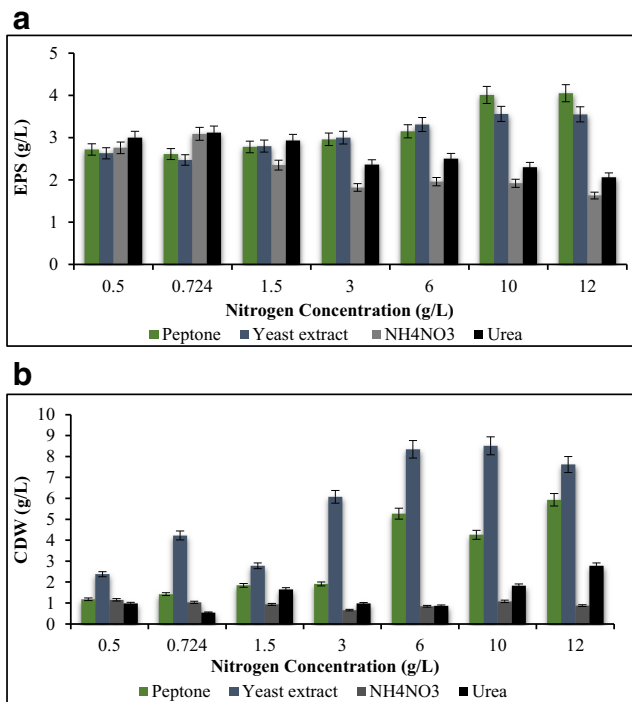 a
5
4
3
2
1
0
EPS (g/L)
0.5 0.724 1.5 3 6 10 12
Nitrogen Concentration (g/L)
Peptone Yeast extract NH4NO3 Urea
b
10
9
8
7
6
5
4
3
2
1
0
CDW (g/L)
0.5 0.724 1.5 3 6 10 12
Nitrogen Concentration (g/L)
Peptone Yeast extract NH4NO3 Urea